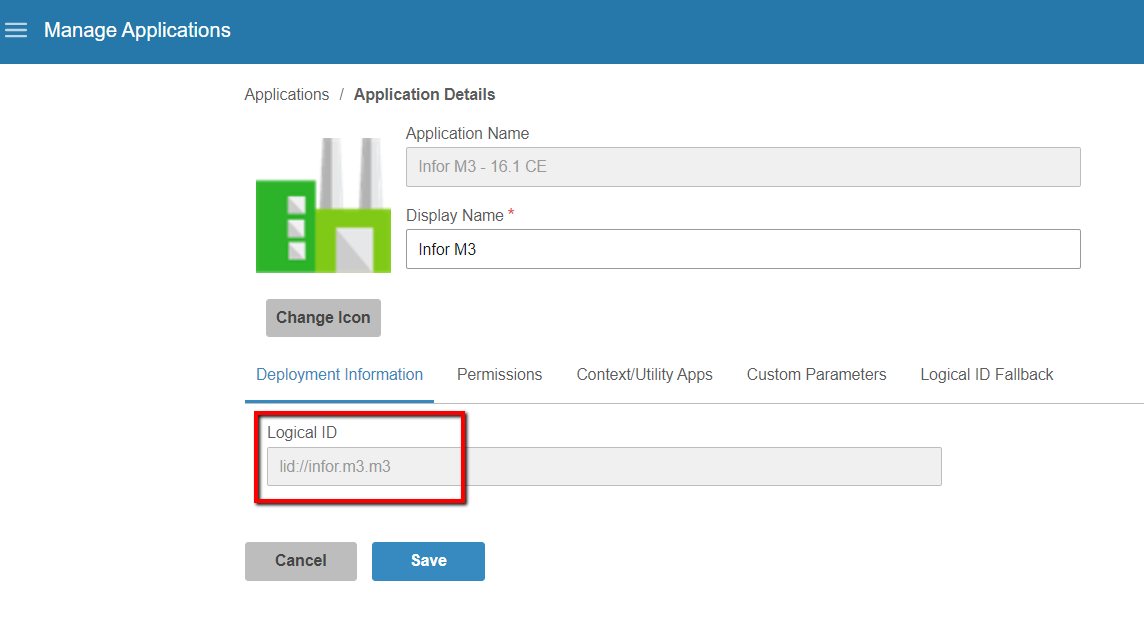 Manage Applications
Applications / Application Details
Application Name
Infor M3 - 16.1 CE
Display Name *
Infor M3
Change Icon
Deployment Information Permissions Context/Utility Apps Custom Parameters Logical ID Fallback
Logical ID
lid://infor.m3.m3
Cancel Save